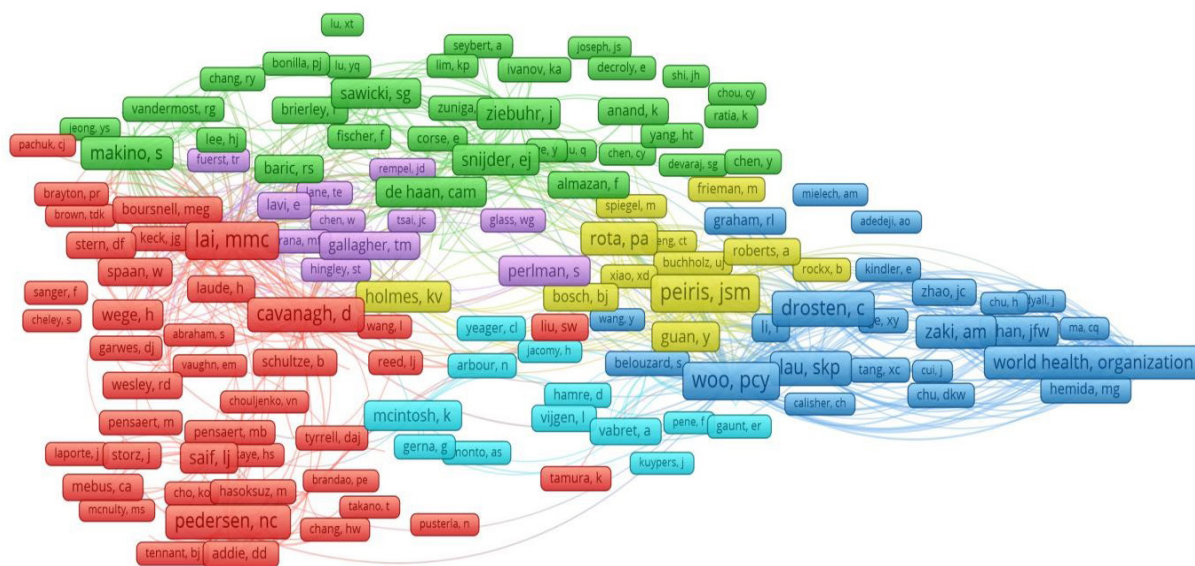 lu, xt
seybert, a
joseph, js
bonilla, pj
lu, yq
lim, kp
ivanov, ka
decroly, e
shi, jh
chang, ry
sawicki, sg
chou, cy
vandermost, rg
brierley,
zuniga,
ziebuhr, j
anand, k
ratia, k
jeong, ys
lee, hj
fischer, f
corse, e
yang, ht
pachuk, cj
makino, s
fuerst, tr
baric, rs
rempel, jd
snijder, ej
chen, cy
devaraj, sg
chen, y
brayton, pr
lane, te
de haan, cam
almazan, f
frieman, m
mielech, am
brown, tdk
boursnell, meg
lavi, e
chen, w
tsai, jc
glass, wg
spiegel, m
graham, rl
adedeji, ao
stern, df
keck, jg
lai, mmc
gallagher, tm
rota, pa
roberts, a
spaan, w
hingley, st
perlman, s
xiao, xd
buchholz, uj
rockx, b
kindler, e
sanger, f
laude, h
holmes, kv
bosch, bj
peiris, jsm
zhao, jc
chu, h
cheley, s
wege, h
cavanagh, d
wang, l
yeager, cl
liu, sw
wang, y
guan, y
drosten, c
zaki, am
han, jfw
ma, cq
garwes, dj
abraham, s
vaughn, em
schultze, b
reed, lj
arbour, n
jacomy, h
belouzard, s
woo, pcy
lau, skp
tang, xc
cui, j
world health, organization
wesley, rd
chouljenko, vn
hamre, d
calisher, ch
chu, dkw
hemida, mg
pensaert, m
pensaert, mb
tyrrell, daj
mcintosh, k
vijgen, l
vabret, a
pene, f
gaunt, er
laporte, j
storz, j
saif, lj
gerna, g
monto, as
kuypers, j
mebus, ca
cho, ko
hasoksuz, m
brandao, pe
tamura, k
mcnulty, ms
pedersen, nc
takano, t
chang, hw
pusterla, n
tennant, bj
addie, dd